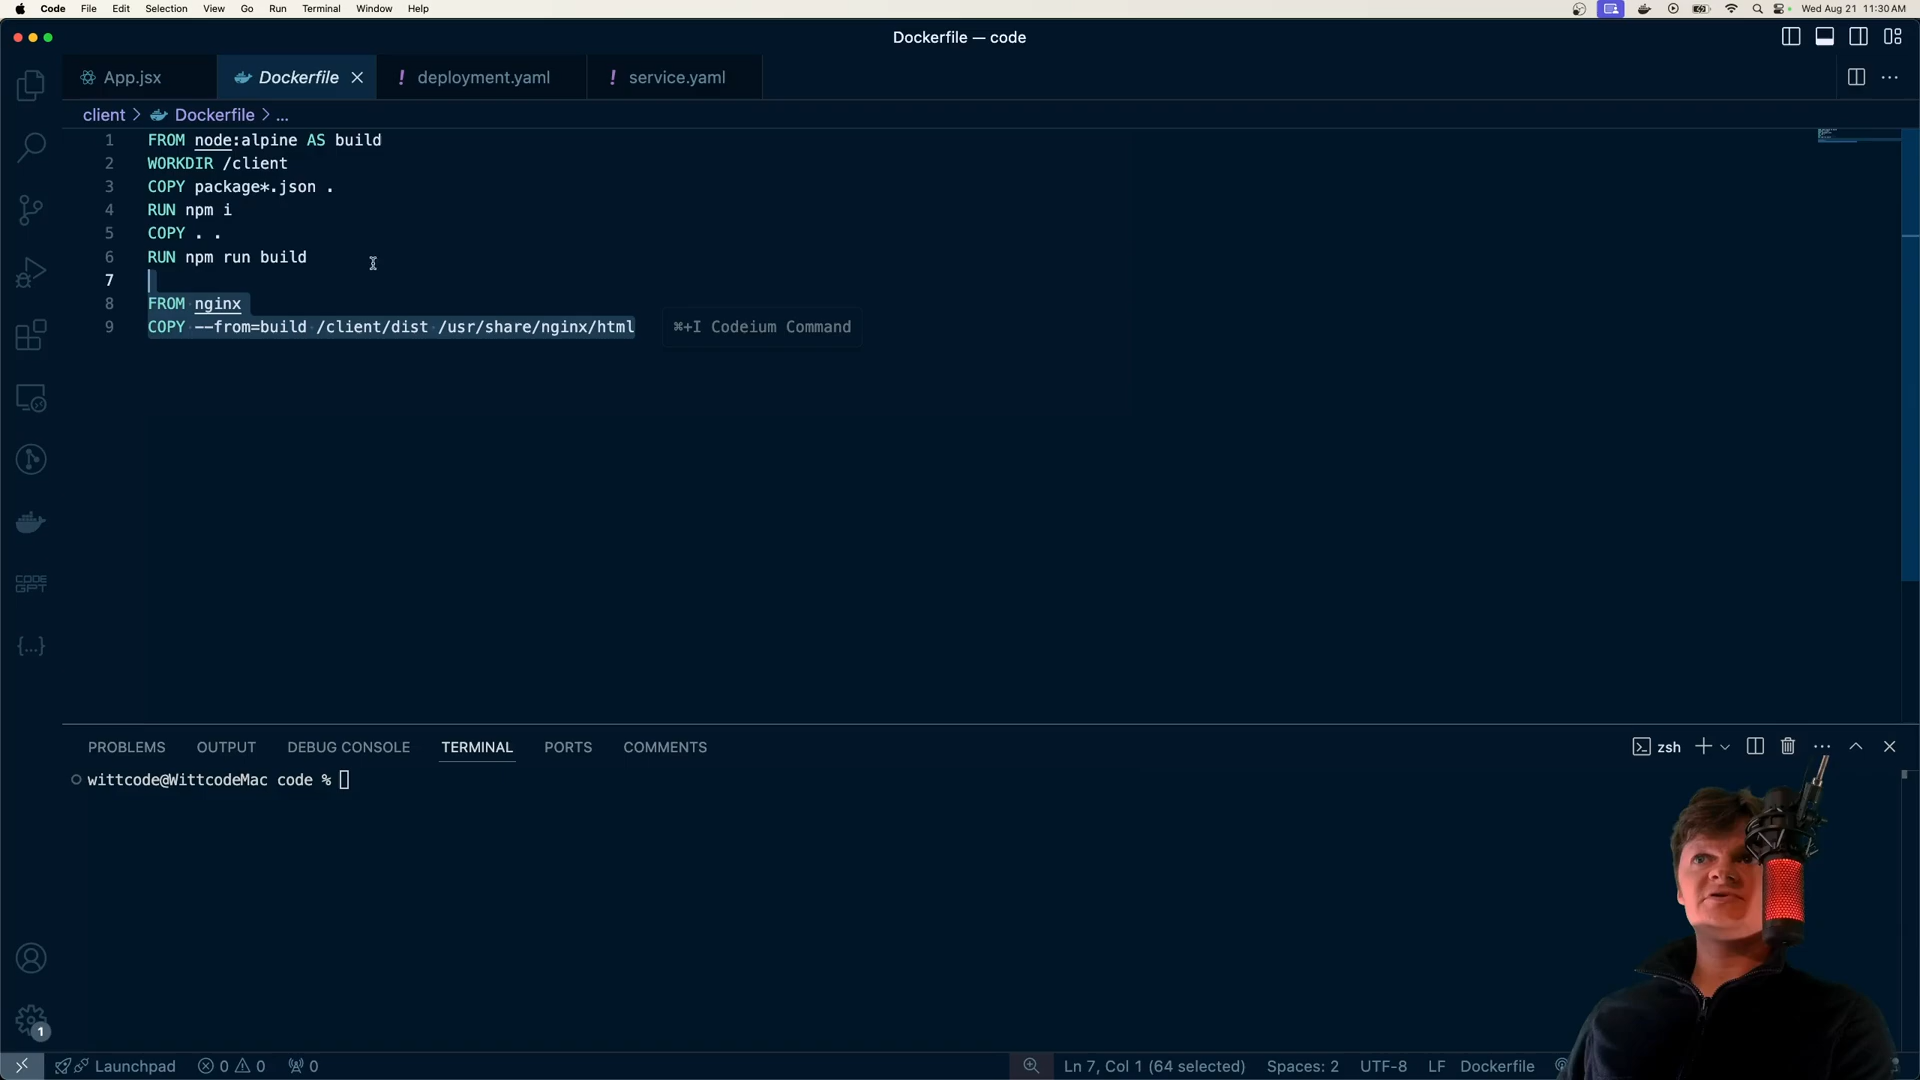 Code File Edit Selection View Go Run Terminal Window Help
Wed Aug 21 11:30 AM
Dockerfile — code
App.jsx
Dockerfile
! deployment.yaml
! service.yaml
client > Dockerfile > ...
1 FROM node:alpine AS build
2 WORKDIR /client
3 COPY package*.json .
4 RUN npm i
5 COPY . .
6 RUN npm run build
7
8 FROM nginx
9 COPY --from=build /client/dist /usr/share/nginx/html
⌘+I Codeium Command
CODE
GPT
{...}
PROBLEMS OUTPUT DEBUG CONSOLE TERMINAL PORTS COMMENTS
zsh
wittcode@WittcodeMac code %
1
Launchpad 0 0 0
Ln 7, Col 1 (64 selected) Spaces: 2 UTF-8 LF Dockerfile